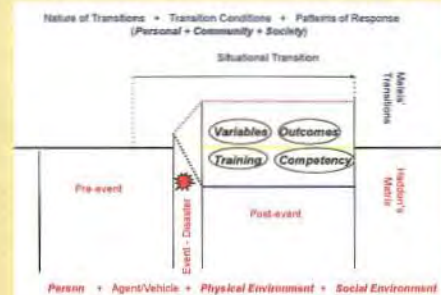 Nature of Transitions + Transition Conditions + Patterns of Response
(Personal + Community + Society)
Situational Transition
Meleis'
Transitions
Variables Outcomes
Training Competency
Pre-event
Event - Disaster
Post-event
Haddon's
Matrix
Person + Agent/Vehicle + Physical Environment + Social Environment